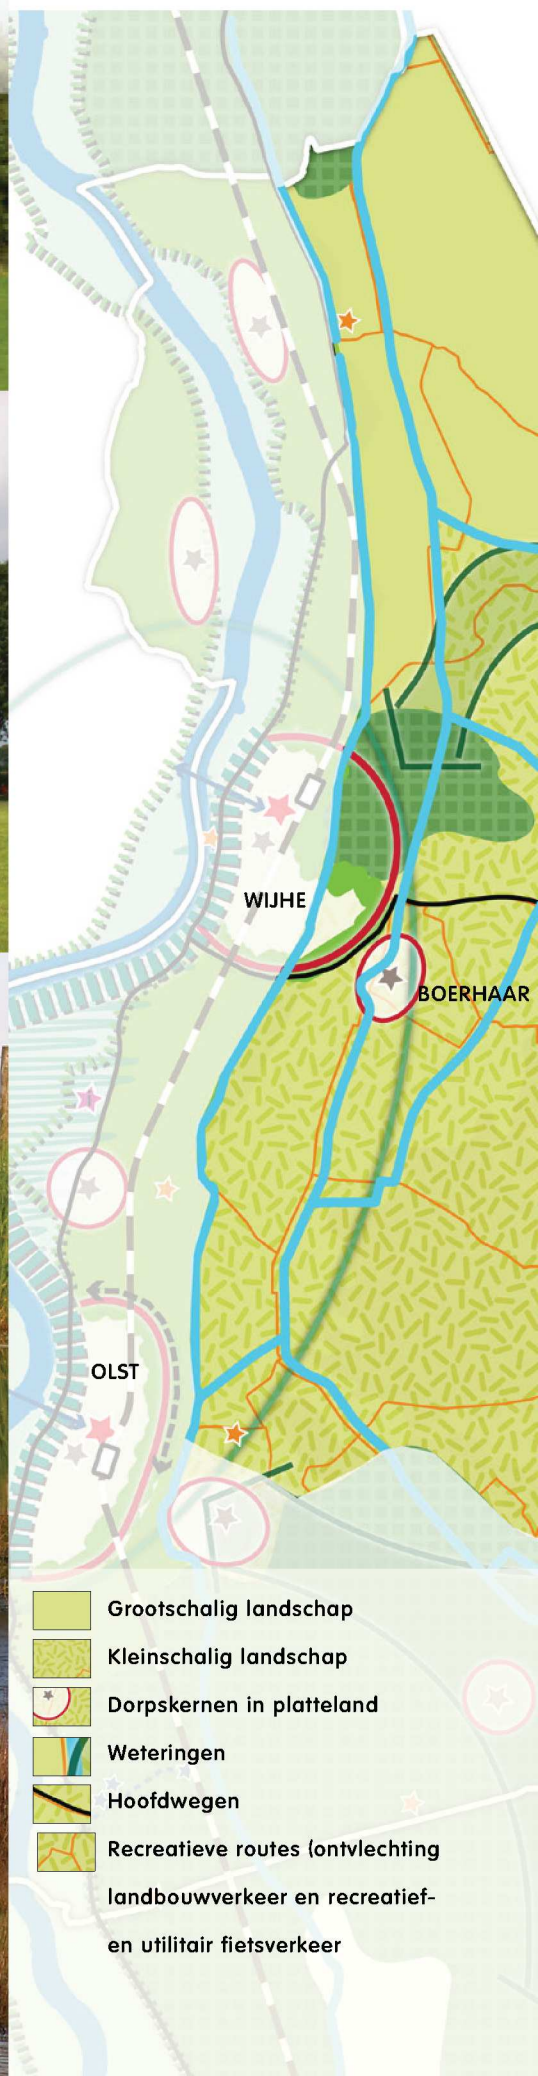 WIJHE
BOERHAAR
OLST
Grootschalig landschap
Kleinschalig landschap
Dorpskernen in platteland
Weteringen
Hoofdwegen
Recreatieve routes (ontvlechting
landbouwverkeer en recreatief-
en utilitair fietsverkeer